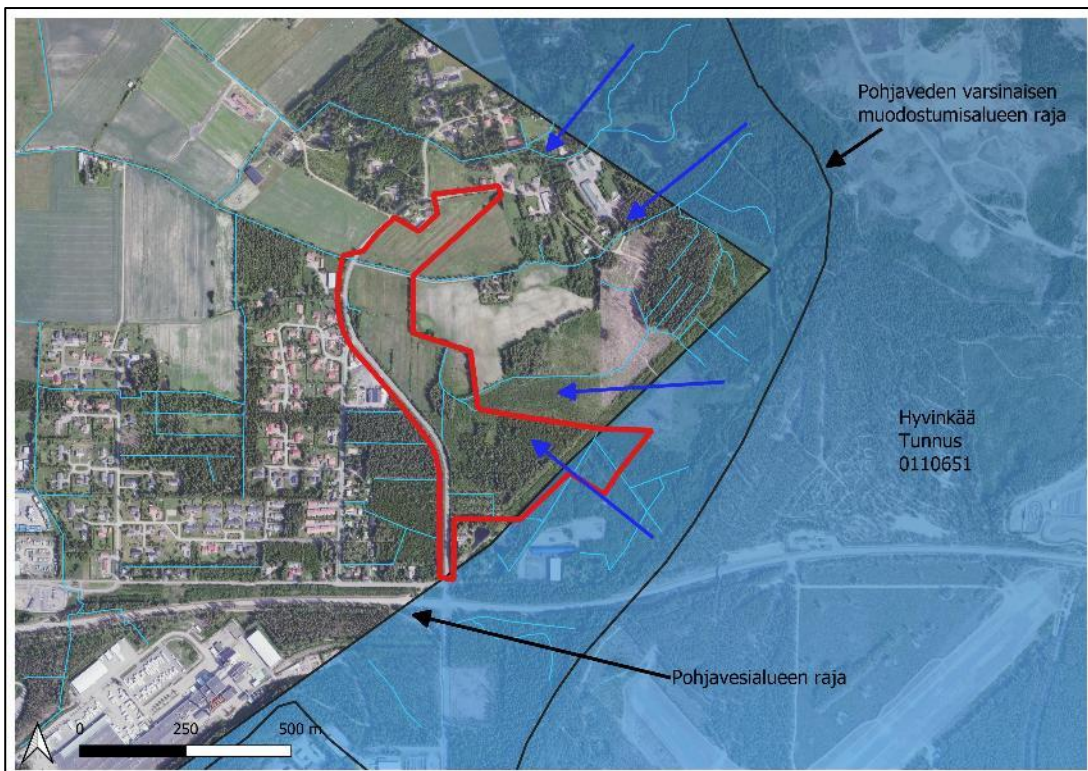 Pohjaveden varsinaisen
muodostumisalueen raja
Hyvinkää
Tunnus
0110651
Pohjavesialueen raja
0 250 500 m